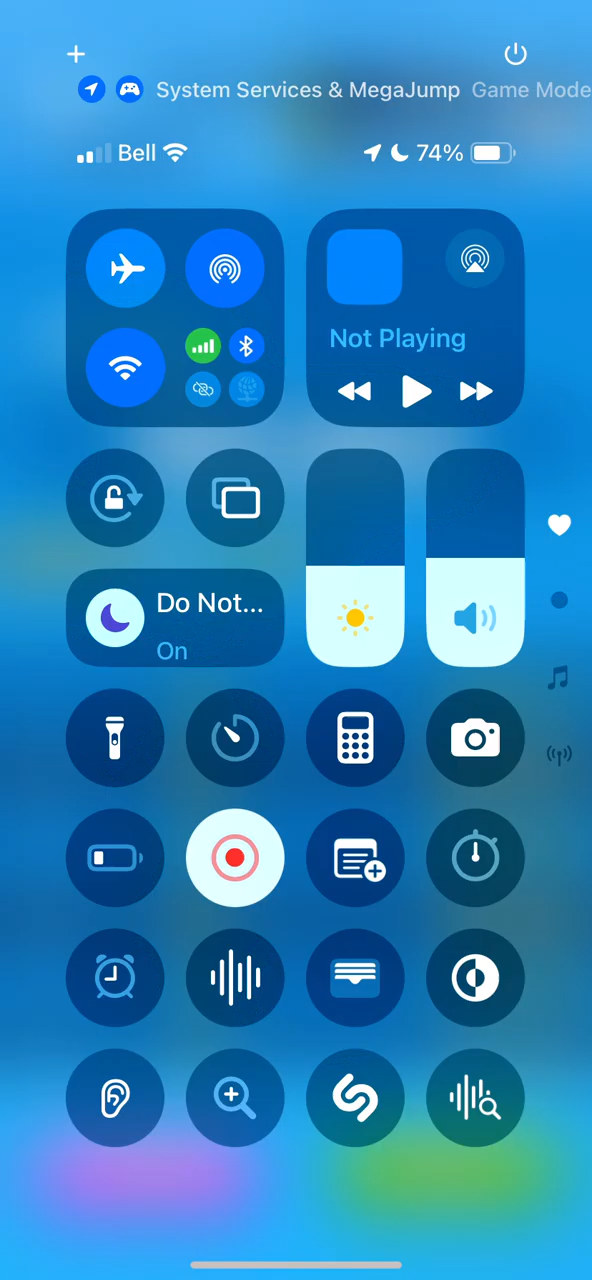 System Services & MegaJump Game Mode
Bell 74%
Not Playing
Do Not...
On